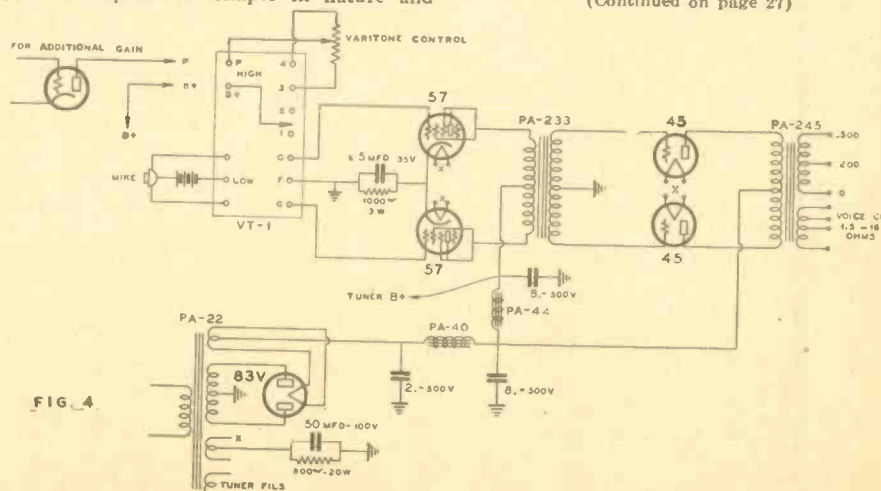 (Continued on page 27)
FOR ADDITIONAL GAIN
P
B+
B+
P
HIGH
B+
4
3
2
1
G
F
G
VARITONE CONTROL
MIKE
LOW
VT-1
5 MFD 35V
1000~
3 W
57
X
X
57
PA-233
45
X
45
PA-245
500
200
0
VOICE
1.5 - 
OHMS
TUNER B+
8.-500V
PA-44
PA-40
2.-500V
8.-500V
PA-22
83V
FIG. 4
50 MFD-100V
800~-20W
X
TUNER FILS